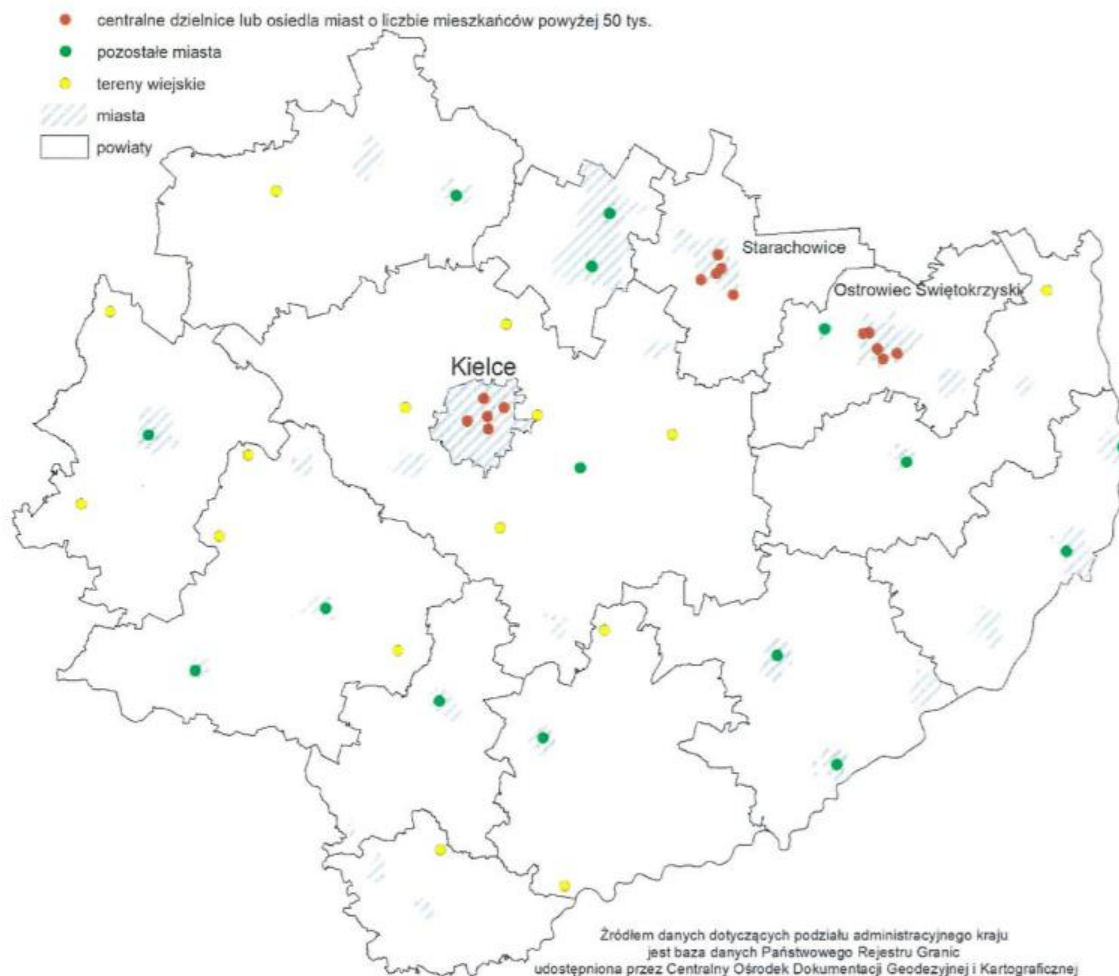 centralne dzielnice lub osiedla miast o liczbie mieszkańców powyżej 50 tys.
pozostałe miasta
tereny wiejskie
miasta
powiaty
Starachowice
Ostrowiec Świętokrzyski
Kielce
Źródłem danych dotyczących podziału administracyjnego kraju
jest baza danych Państwowego Rejestru Granic
udostępniona przez Centralny Ośrodek Dokumentacji Geodezyjnej i Kartograficznej